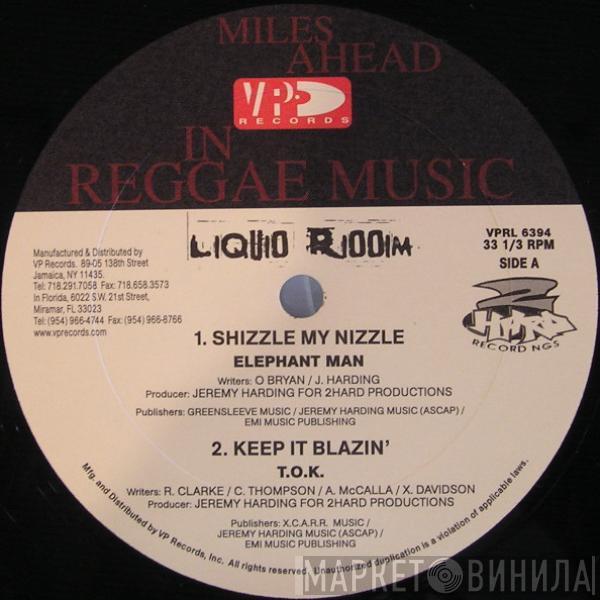 MILES
AHEAD
VP
RECORDS
IN
REGGAE MUSIC
LIQUID RIDDIM
VPRL 6394
33 1/3 RPM
SIDE A
Manufactured & Distributed by
VP Records. 89-05 138th Street
Jamaica, NY 11435.
Tel: 718.291.7058 Fax: 718.658.3573
In Florida, 6022 S.W. 21st Street,
Miramar, FL 33023
Tel: (954) 966-4744 Fax: (954) 966-8766
www.vprecords.com
2 HARD
RECORDINGS
1. SHIZZLE MY NIZZLE
ELEPHANT MAN
Writers: O BRYAN / J. HARDING
Producer: JEREMY HARDING FOR 2HARD PRODUCTIONS
Publishers: GREENSLEEVE MUSIC / JEREMY HARDING MUSIC (ASCAP) /
EMI MUSIC PUBLISHING
2. KEEP IT BLAZIN'
T.O.K.
Writers: R. CLARKE / C. THOMPSON / A. McCALLA / X. DAVIDSON
Producer: JEREMY HARDING FOR 2HARD PRODUCTIONS
Publishers: X.C.A.R.R. MUSIC /
JEREMY HARDING MUSIC (ASCAP) /
EMI MUSIC PUBLISHING
Mfg. and Distributed by VP Records, Inc. All rights reserved. Unauthorized duplication is a violation of applicable laws.
МАРКЕТ ВИНИЛА